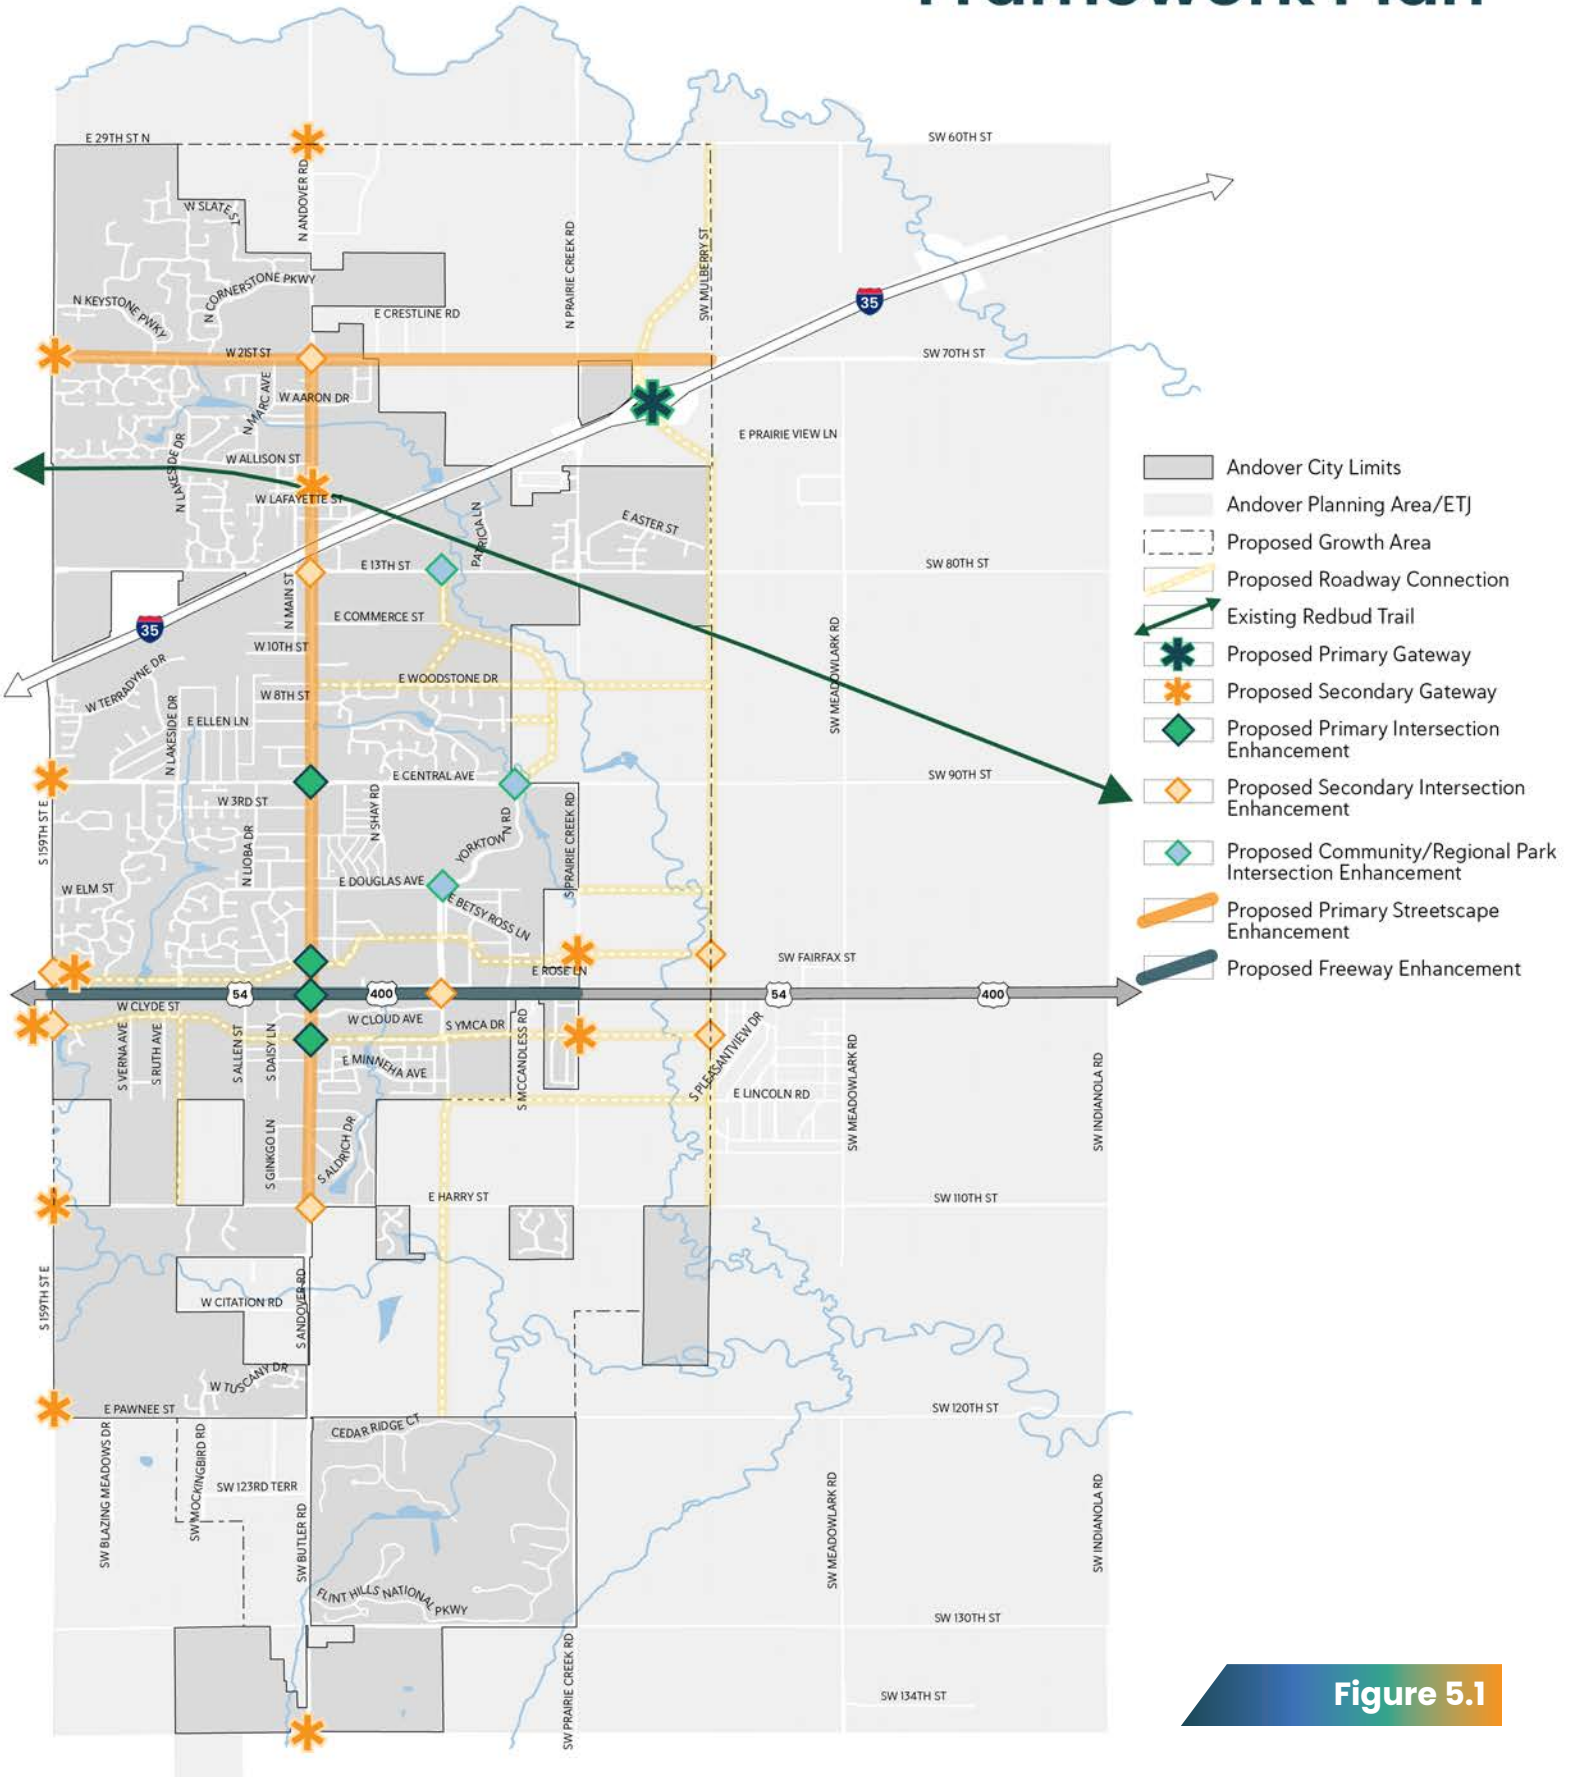 Framework Plan
E 29TH ST N
SW 60TH ST
N ANDOVER RD
W SLATE ST
N PRAIRIE CREEK RD
SW MULBERRY ST
N CORNERSTONE PKWY
N KEYSTONE PWKY
E CRESTLINE RD
35
W 21ST ST
SW 70TH ST
N MARC AVE
W AARON DR
E PRAIRIE VIEW LN
N LAKESIDE DR
W ALLISON ST
W LAFAYETTE ST
PATRICIA LN
E ASTER ST
E 13TH ST
SW 80TH ST
N MAIN ST
E COMMERCE ST
35
W 10TH ST
SW MEADOWLARK RD
W TERRADYNE DR
E WOODSTONE DR
W 8TH ST
N LAKESIDE DR
E ELLEN LN
E CENTRAL AVE
SW 90TH ST
S 159TH ST E
W 3RD ST
N SHAY RD
N LIOBA DR
YORKTOWN RD
S PRAIRIE CREEK RD
W ELM ST
E DOUGLAS AVE
E BETSY ROSS LN
SW FAIRFAX ST
E ROSE LN
54
400
54
400
W CLYDE ST
W CLOUD AVE
S YMCA DR
S VERNA AVE
S RUTH AVE
S ALLEN ST
S DAISY LN
E MINNEHA AVE
S MCCANDLESS RD
S PLEASANTVIEW DR
E LINCOLN RD
SW MEADOWLARK RD
SW INDIANOLA RD
S GINKGO LN
S ALDRICH DR
E HARRY ST
SW 110TH ST
S 159TH ST E
W CITATION RD
S ANDOVER RD
W TUSCANY DR
E PAWNEE ST
SW 120TH ST
CEDAR RIDGE CT
SW BLAZING MEADOWS DR
SW MOCKINGBIRD RD
SW 123RD TERR
SW BUTLER RD
SW MEADOWLARK RD
SW INDIANOLA RD
FLINT HILLS NATIONAL PKWY
SW 130TH ST
SW PRAIRIE CREEK RD
SW 134TH ST
Andover City Limits
Andover Planning Area/ETJ
Proposed Growth Area
Proposed Roadway Connection
Existing Redbud Trail
Proposed Primary Gateway
Proposed Secondary Gateway
Proposed Primary Intersection
Enhancement
Proposed Secondary Intersection
Enhancement
Proposed Community/Regional Park
Intersection Enhancement
Proposed Primary Streetscape
Enhancement
Proposed Freeway Enhancement
Figure 5.1